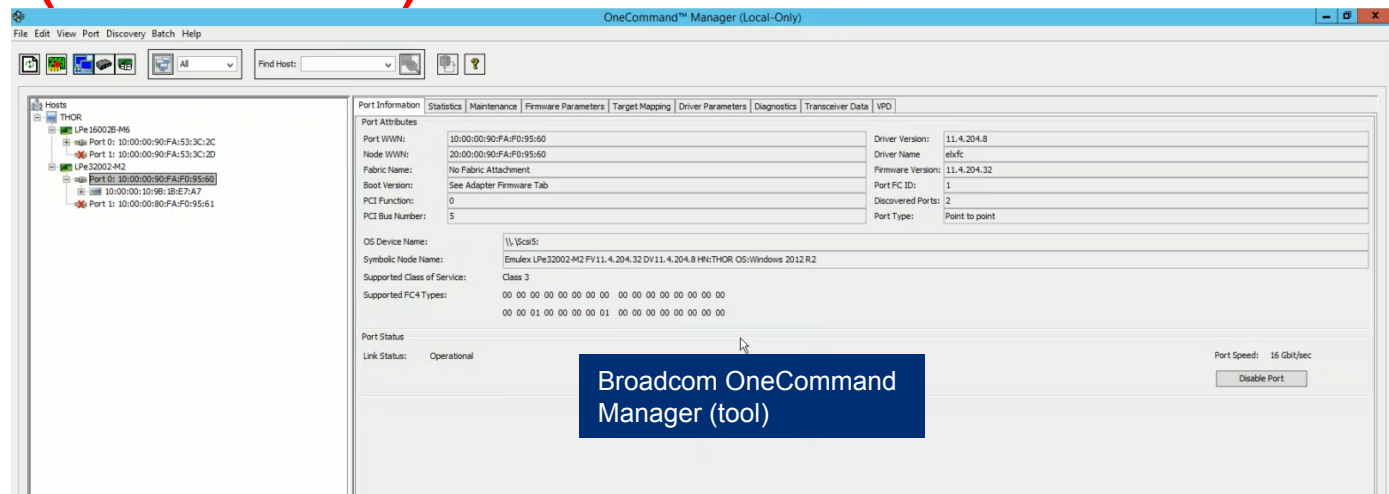 OneCommand™ Manager (Local-Only)
File Edit View Port Discovery Batch Help
All
Find Host:
Hosts
THOR
LPe16002B-M6
Port 0: 10:00:00:90:FA:53:3C:2C
Port 1: 10:00:00:90:FA:53:3C:2D
LPe32002-M2
Port 0: 10:00:00:90:FA:F0:95:60
10:00:00:10:9B:1B:E7:A7
Port 1: 10:00:00:80:FA:F0:95:61
Port Information Statistics Maintenance Firmware Parameters Target Mapping Driver Parameters Diagnostics Transceiver Data VPD
Port Attributes
Port WWN: 10:00:00:90:FA:F0:95:60 Driver Version: 11.4.204.8
Node WWN: 20:00:00:90:FA:F0:95:60 Driver Name elxfc
Fabric Name: No Fabric Attachment Firmware Version: 11.4.204.32
Boot Version: See Adapter Firmware Tab Port FC ID: 1
PCI Function: 0 Discovered Ports: 2
PCI Bus Number: 5 Port Type: Point to point
OS Device Name: \\.\Scsi5:
Symbolic Node Name: Emulex LPe32002-M2 FV11.4.204.32 DV11.4.204.8 HN:THOR OS:Windows 2012 R2
Supported Class of Service: Class 3
Supported FC4 Types: 00 00 00 00 00 00 00 00 00 00 00 00 00 00 00 00
00 00 01 00 00 00 00 01 00 00 00 00 00 00 00 00
Port Status
Link Status: Operational Port Speed: 16 Gbit/sec
Disable Port
Broadcom OneCommand
Manager (tool)